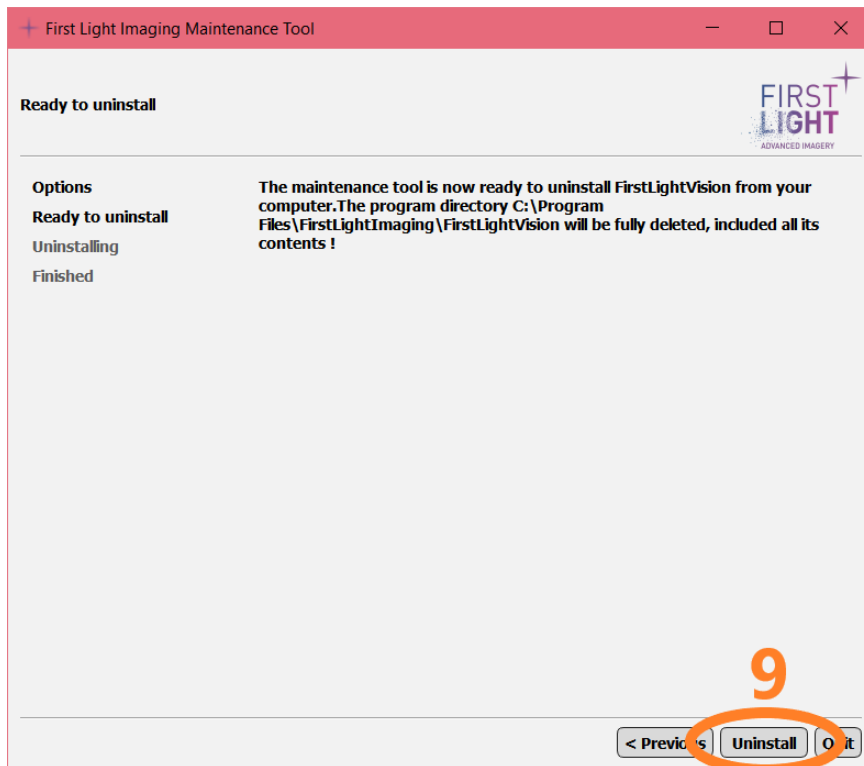 First Light Imaging Maintenance Tool
Ready to uninstall
FIRST
LIGHT
ADVANCED IMAGERY
Options
Ready to uninstall
Uninstalling
Finished
The maintenance tool is now ready to uninstall FirstLightVision from your
computer.The program directory C:\Program
Files\FirstLightImaging\FirstLightVision will be fully deleted, included all its
contents !
9
< Previous
Uninstall
Quit